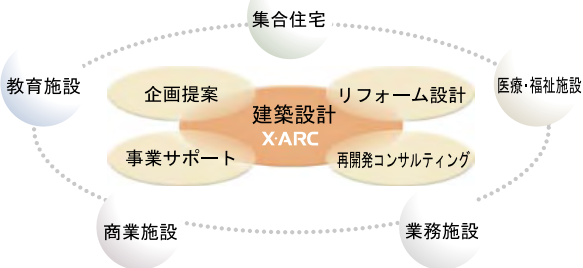 集合住宅
教育施設
医療・福祉施設
企画提案
リフォーム設計
建築設計
X・ARC
事業サポート
再開発コンサルティング
商業施設
業務施設